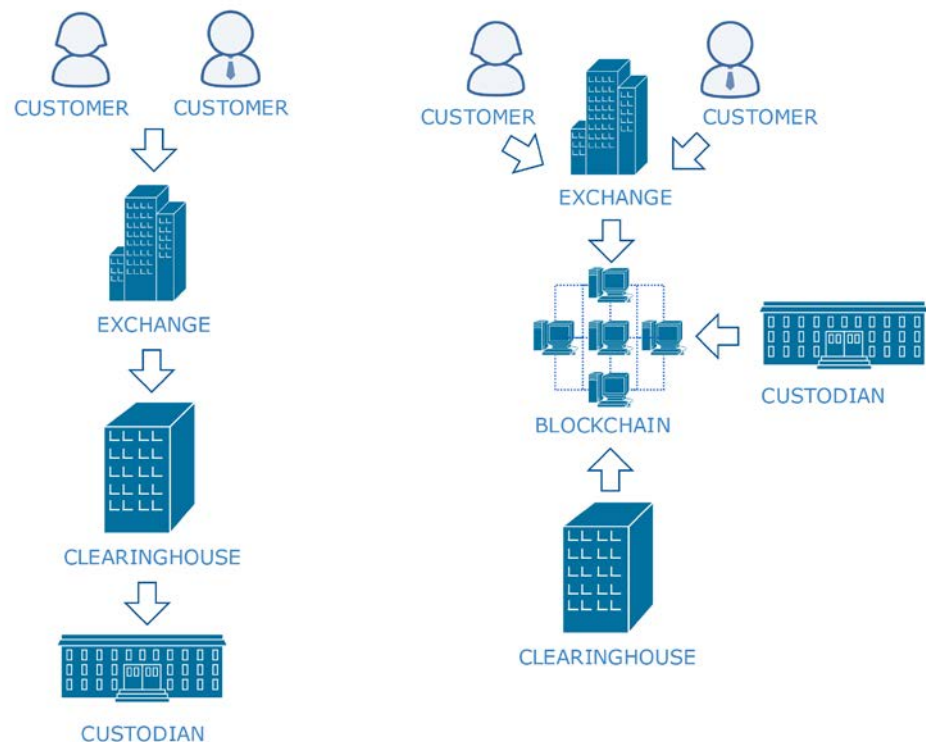 CUSTOMER
CUSTOMER
EXCHANGE
CLEARINGHOUSE
CUSTODIAN
CUSTOMER
CUSTOMER
EXCHANGE
BLOCKCHAIN
CUSTODIAN
CLEARINGHOUSE